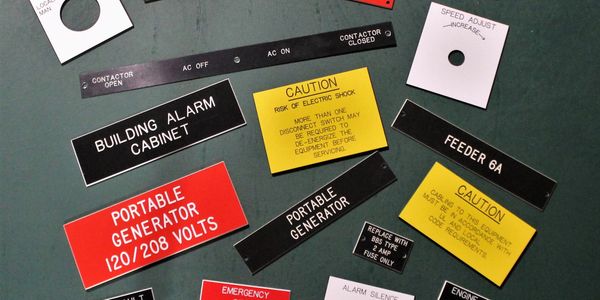 LOCAL
MAN
SPEED ADJUST
INCREASE
CONTACTOR
OPEN
AC OFF
AC ON
CONTACTOR
CLOSED
BUILDING ALARM
CABINET
CAUTION
RISK OF ELECTRIC SHOCK
MORE THAN ONE
DISCONNECT SWITCH MAY
BE REQUIRED TO
DE-ENERGIZE THE
EQUIPMENT BEFORE
SERVICING.
FEEDER 6A
PORTABLE
GENERATOR
120/208 VOLTS
PORTABLE
GENERATOR
CAUTION
CABLING TO THIS EQUIPMENT
MUST BE IN ACCORDANCE WITH
UL AND LOCAL
CODE REQUIREMENTS.
REPLACE WITH
BBS TYPE
2 AMP
FUSE ONLY
EMERGENCY
ALARM SILENCE